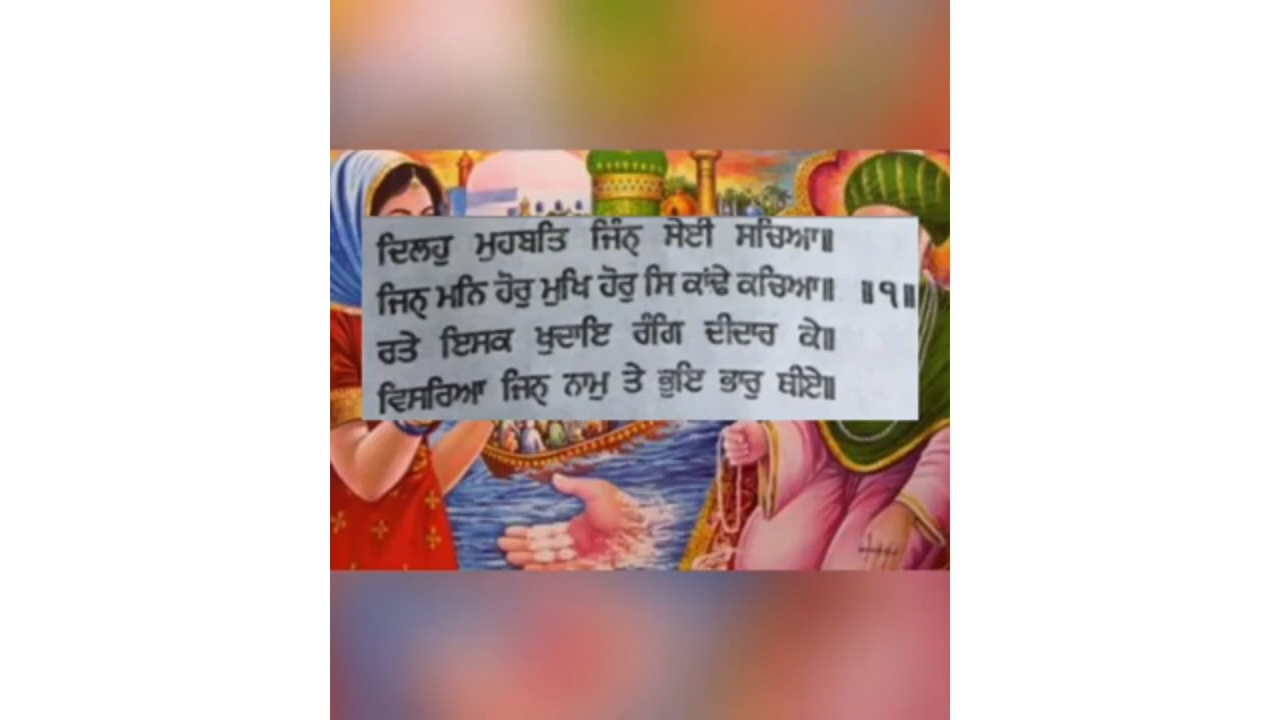 ਦਿਲਹੁ ਮੁਹਬਤਿ ਜਿੰਨੑ ਸੇਈ ਸਚਿਆ॥
ਜਿਨੑ ਮਨਿ ਹੋਰੁ ਮੁਖਿ ਹੋਰੁ ਸਿ ਕਾਂਢੇ ਕਚਿਆ॥ ॥੧॥
ਰਤੇ ਇਸਕ ਖੁਦਾਇ ਰੰਗਿ ਦੀਦਾਰ ਕੇ॥
ਵਿਸਰਿਆ ਜਿਨੑ ਨਾਮੁ ਤੇ ਭੁਇ ਭਾਰੁ ਥੀਏ॥